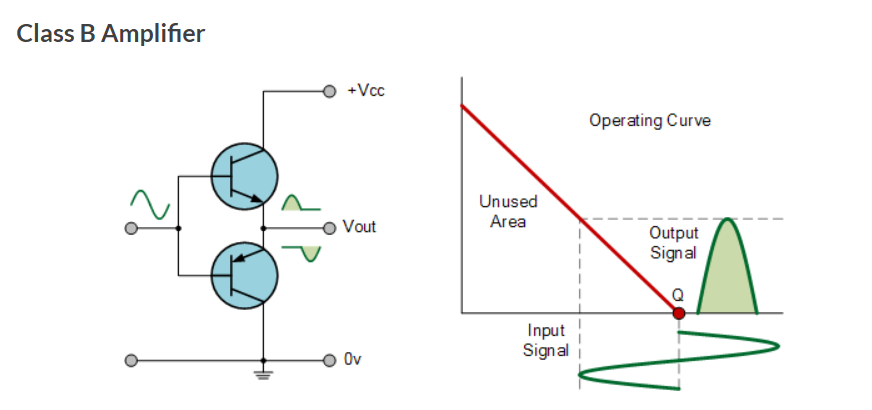 Class B Amplifier
+Vcc
Vout
0v
Operating Curve
Unused
Area
Output
Signal
Q
Input
Signal